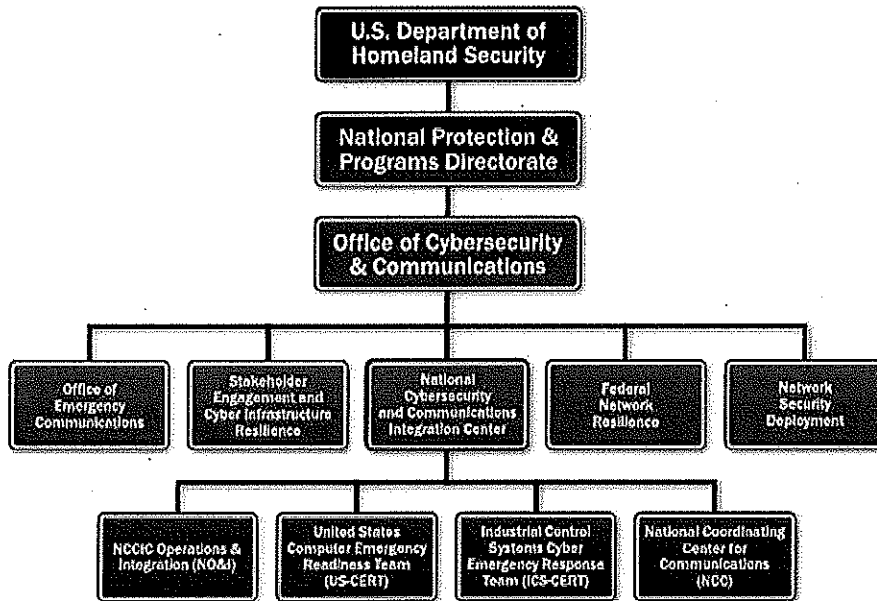 U.S. Department of
Homeland Security
National Protection &
Programs Directorate
Office of Cybersecurity
& Communications
Office of
Emergency
Communications
Stakeholder
Engagement and
Cyber Infrastructure
Resilience
National
Cybersecurity
and Communications
Integration Center
Federal
Network
Resilience
Network
Security
Deployment
NCCIC Operations &
Integration (NO&I)
United States
Computer Emergency
Readiness Team
(US-CERT)
Industrial Control
Systems Cyber
Emergency Response
Team (ICS-CERT)
National Coordinating
Center for
Communications
(NCC)